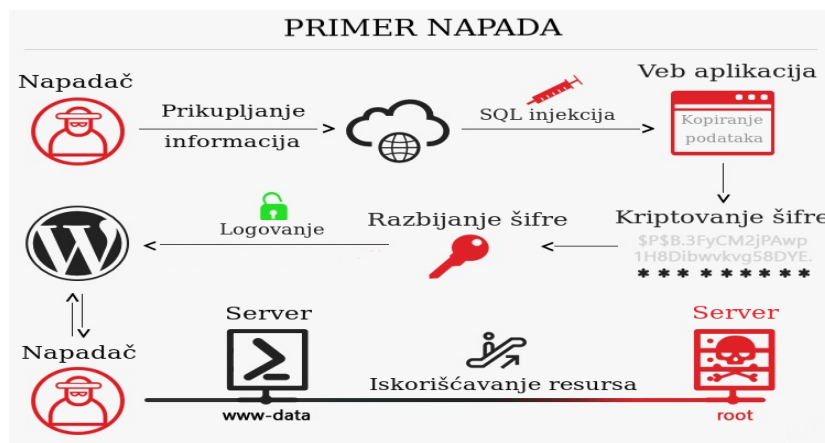 PRIMER NAPADA
Napadač
Prikupljanje
informacija
SQL injekcija
Veb aplikacija
Kopiranje
podataka
Kriptovanje šifre
$P$B.3FyCM2jPAwp
1H8Dibwvkvg58DYE.
* * * * * * * * *
Razbijanje šifre
Logovanje
Napadač
Server
www-data
Iskorišćavanje resursa
Server
root